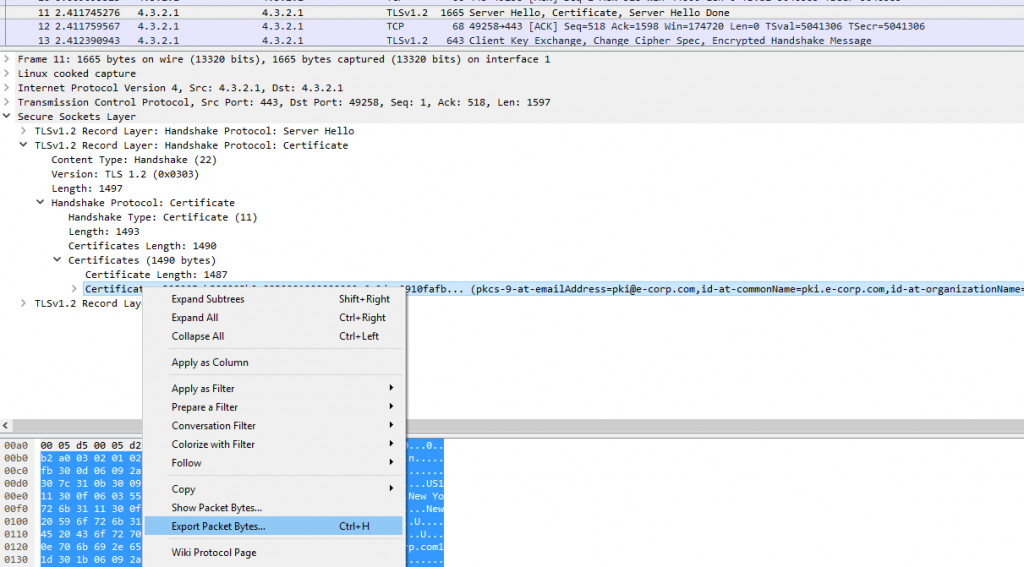 11 2.411745276 4.3.2.1 4.3.2.1 TLSv1.2 1665 Server Hello, Certificate, Server Hello Done
12 2.411759567 4.3.2.1 4.3.2.1 TCP 68 49258→443 [ACK] Seq=518 Ack=1598 Win=174720 Len=0 TSval=5041306 TSecr=5041306
13 2.412390943 4.3.2.1 4.3.2.1 TLSv1.2 643 Client Key Exchange, Change Cipher Spec, Encrypted Handshake Message
Frame 11: 1665 bytes on wire (13320 bits), 1665 bytes captured (13320 bits) on interface 1
Linux cooked capture
Internet Protocol Version 4, Src: 4.3.2.1, Dst: 4.3.2.1
Transmission Control Protocol, Src Port: 443, Dst Port: 49258, Seq: 1, Ack: 518, Len: 1597
Secure Sockets Layer
TLSv1.2 Record Layer: Handshake Protocol: Server Hello
TLSv1.2 Record Layer: Handshake Protocol: Certificate
Content Type: Handshake (22)
Version: TLS 1.2 (0x0303)
Length: 1497
Handshake Protocol: Certificate
Handshake Type: Certificate (11)
Length: 1493
Certificates Length: 1490
Certificates (1490 bytes)
Certificate Length: 1487
Certificate (pkcs-9-at-emailAddress=pki@e-corp.com,id-at-commonName=pki.e-corp.com,id-at-organizationName=
TLSv1.2 Record Lay
Expand Subtrees Shift+Right
Expand All Ctrl+Right
Collapse All Ctrl+Left
Apply as Column
Apply as Filter
Prepare a Filter
Conversation Filter
Colorize with Filter
Follow
Copy
Show Packet Bytes...
Export Packet Bytes... Ctrl+H
Wiki Protocol Page
00a0 00 05 d5 00 05 d2 0...0..
00b0 b2 a0 03 02 01 02 n.....
00c0 fb 30 0d 06 09 2a .......
00d0 30 7c 31 0b 30 09 ...US1
00e0 11 30 0f 06 03 55 New Yo
00f0 72 6b 31 11 30 0f ...New
0100 20 59 6f 72 6b 31 .U...
0110 45 20 43 6f 72 70 ..U...
0120 0e 70 6b 69 2e 65 rp.com1
0130 1d 30 1b 06 09 2a ......